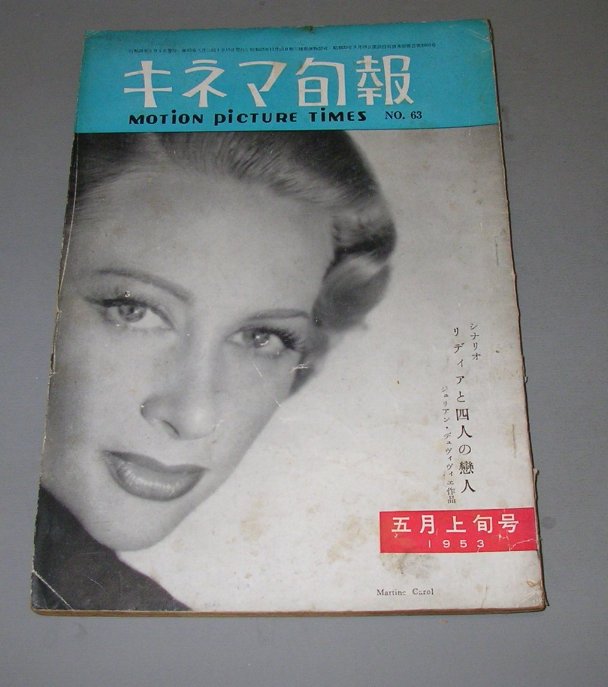 キネマ旬報
MOTION PICTURE TIMES NO. 63
シナリオ
リディアと四人の戀人
ジュリアン・デュヴィヴィエ作品
五月上旬号
1953
Martine Carol